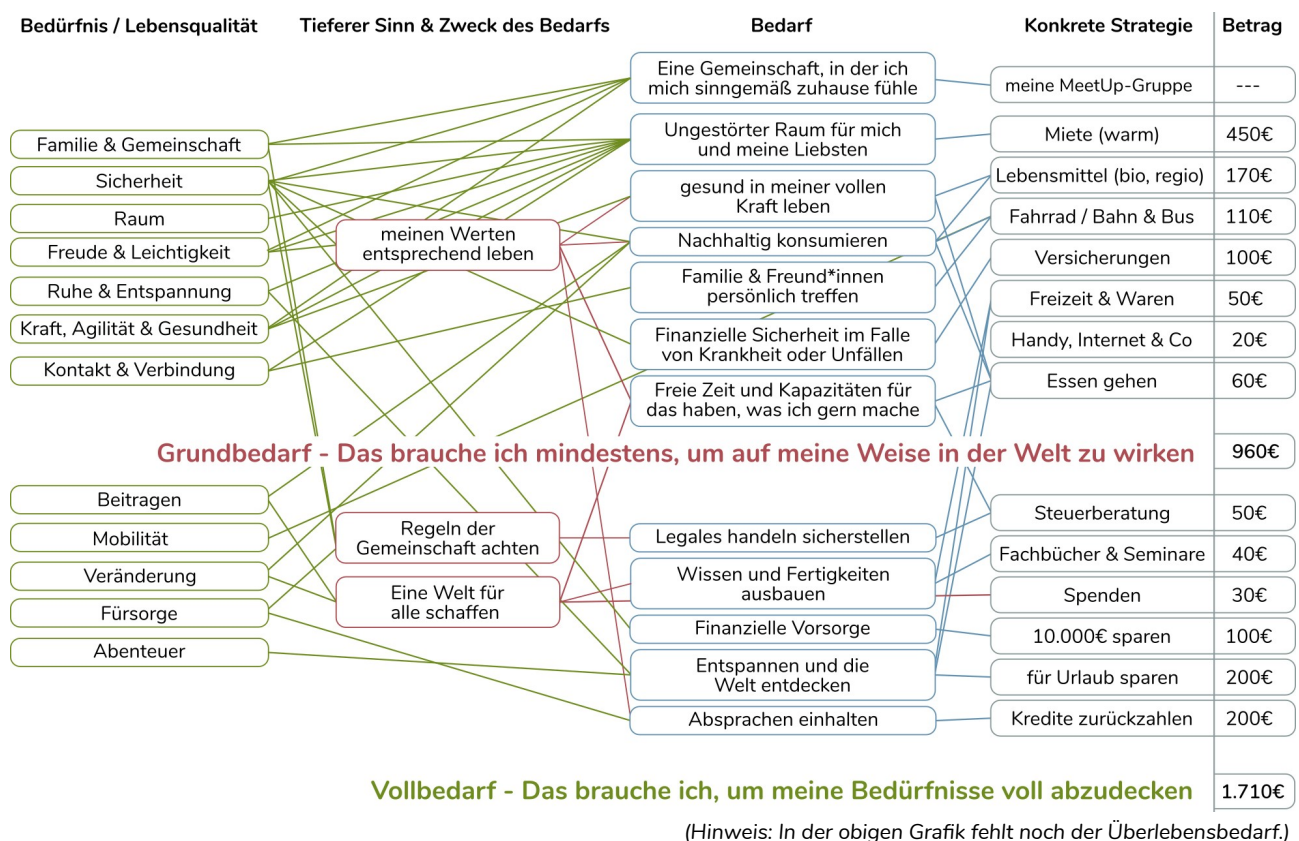 Bedürfnis / Lebensqualität
Tieferer Sinn & Zweck des Bedarfs
Bedarf
Konkrete Strategie
Betrag
Familie & Gemeinschaft
Sicherheit
Raum
Freude & Leichtigkeit
Ruhe & Entspannung
Kraft, Agilität & Gesundheit
Kontakt & Verbindung
meinen Werten
entsprechend leben
Eine Gemeinschaft, in der ich
mich sinngemäß zuhause fühle
Ungestörter Raum für mich
und meine Liebsten
gesund in meiner vollen
Kraft leben
Nachhaltig konsumieren
Familie & Freund*innen
persönlich treffen
Finanzielle Sicherheit im Falle
von Krankheit oder Unfällen
Freie Zeit und Kapazitäten für
das haben, was ich gern mache
meine MeetUp-Gruppe ---
Miete (warm) 450€
Lebensmittel (bio, regio) 170€
Fahrrad / Bahn & Bus 110€
Versicherungen 100€
Freizeit & Waren 50€
Handy, Internet & Co 20€
Essen gehen 60€
Grundbedarf - Das brauche ich mindestens, um auf meine Weise in der Welt zu wirken 960€
Beitragen
Mobilität
Veränderung
Fürsorge
Abenteuer
Regeln der
Gemeinschaft achten
Eine Welt für
alle schaffen
Legales handeln sicherstellen
Wissen und Fertigkeiten
ausbauen
Finanzielle Vorsorge
Entspannen und die
Welt entdecken
Absprachen einhalten
Steuerberatung 50€
Fachbücher & Seminare 40€
Spenden 30€
10.000€ sparen 100€
für Urlaub sparen 200€
Kredite zurückzahlen 200€
Vollbedarf - Das brauche ich, um meine Bedürfnisse voll abzudecken 1.710€
(Hinweis: In der obigen Grafik fehlt noch der Überlebensbedarf.)